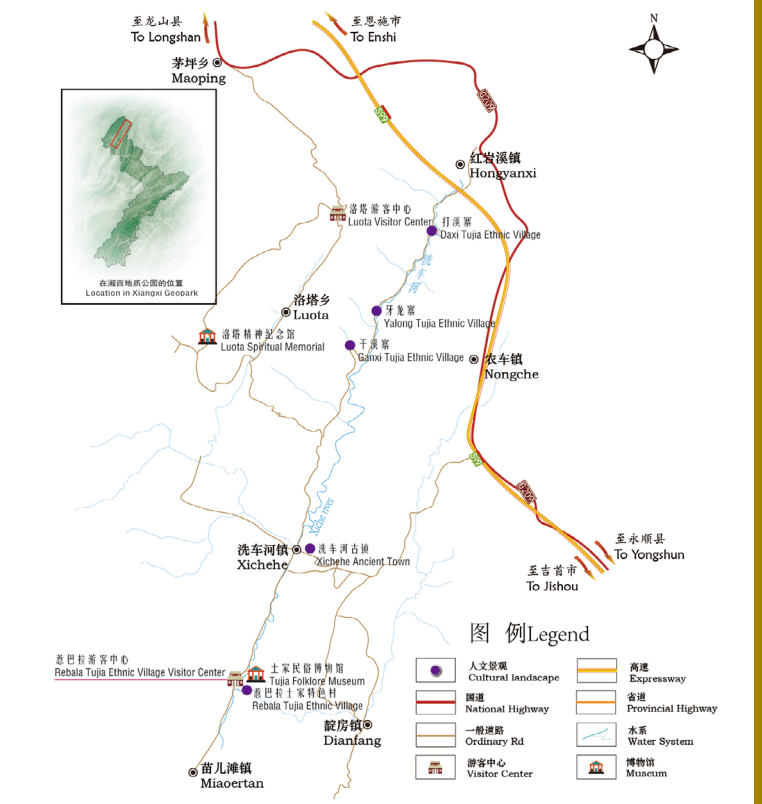 至龙山县
To Longshan
至恩施市
To Enshi
N
茅坪乡
Maoping
G209
红岩溪镇
Hongyanxi
洛塔游客中心
Luota Visitor Center
打溪寨
Daxi Tujia Ethnic Village
洗车河
在湘西地质公园的位置
Location in Xiangxi Geopark
洛塔乡
Luota
牙龙寨
Yalong Tujia Ethnic Village
洛塔精神纪念馆
Luota Spiritual Memorial
干溪寨
Ganxi Tujia Ethnic Village
农车镇
Nongche
G209
Xiche river
至永顺县
To Yongshun
至吉首市
To Jishou
洗车河镇
Xichehe
洗车河古镇
Xichehe Ancient Town
惹巴拉游客中心
Rebala Tujia Ethnic Village Visitor Center
土家民俗博物馆
Tujia Folklore Museum
惹巴拉土家特色村
Rebala Tujia Ethnic Village
靛房镇
Dianfang
苗儿滩镇
Miaoertan
图 例Legend
人文景观
Cultural landscape
高速
Expressway
国道
National Highway
省道
Provincial Highway
一般道路
Ordinary Rd
水系
Water System
游客中心
Visitor Center
博物馆
Museum